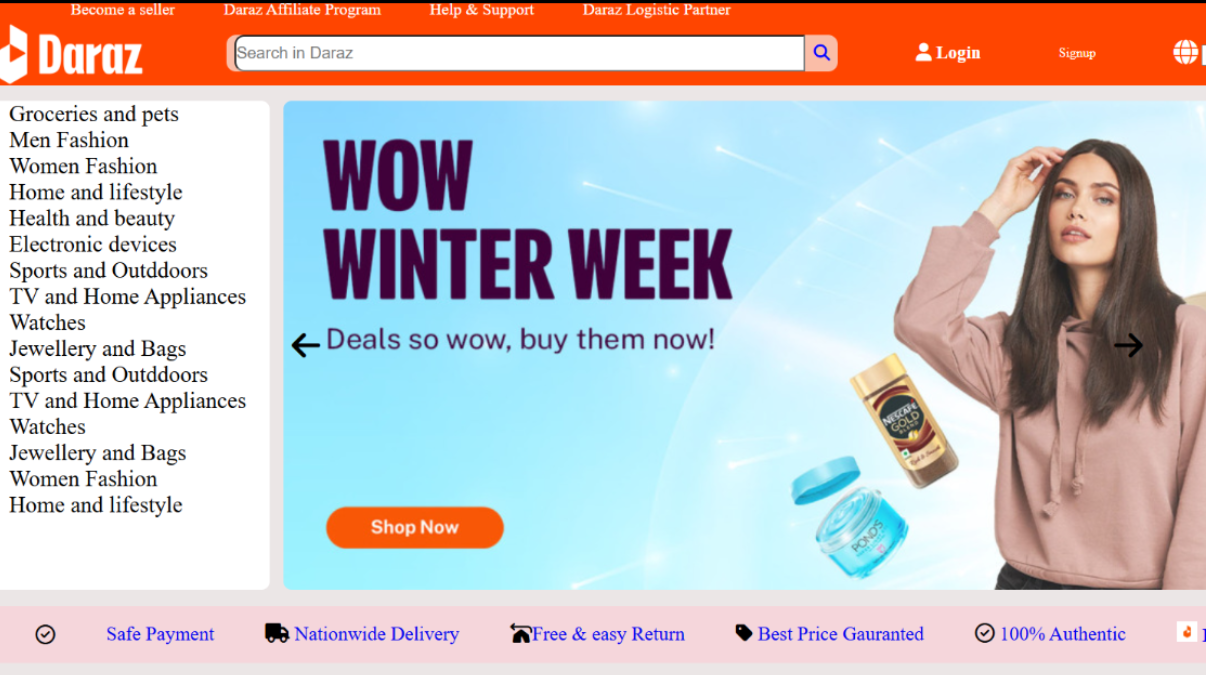 Become a seller Daraz Affiliate Program Help & Support Daraz Logistic Partner
Daraz
Search in Daraz
Login
Signup
Groceries and pets
Men Fashion
Women Fashion
Home and lifestyle
Health and beauty
Electronic devices
Sports and Outddoors
TV and Home Appliances
Watches
Jewellery and Bags
Sports and Outddoors
TV and Home Appliances
Watches
Jewellery and Bags
Women Fashion
Home and lifestyle
WOW
WINTER WEEK
Deals so wow, buy them now!
NESCAFÉ
GOLD
BLEND
POND'S
Shop Now
Safe Payment
Nationwide Delivery
Free & easy Return
Best Price Gauranted
100% Authentic